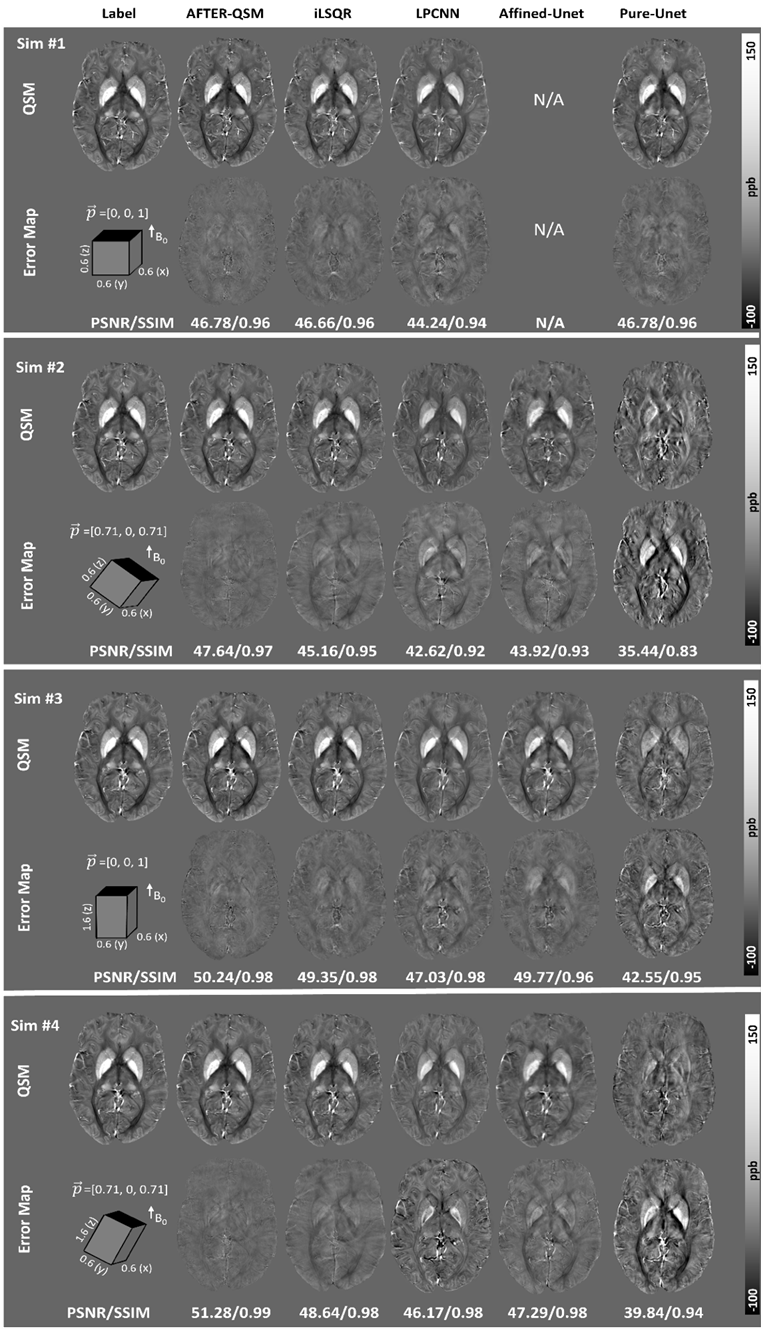 Label AFTER-QSM iLSQR LPCNN Affined-Unet Pure-Unet
Sim #1
QSM
N/A
150
ppb
-100
Error Map
p⃗ =[0, 0, 1]
B₀
0.6 (z)
0.6 (y)
0.6 (x)
N/A
PSNR/SSIM 46.78/0.96 46.66/0.96 44.24/0.94 N/A 46.78/0.96
Sim #2
QSM
150
ppb
-100
Error Map
p⃗ =[0.71, 0, 0.71]
B₀
0.6 (z)
0.6 (y)
0.6 (x)
PSNR/SSIM 47.64/0.97 45.16/0.95 42.62/0.92 43.92/0.93 35.44/0.83
Sim #3
QSM
150
ppb
-100
Error Map
p⃗ =[0, 0, 1]
B₀
1.6 (z)
0.6 (y)
0.6 (x)
PSNR/SSIM 50.24/0.98 49.35/0.98 47.03/0.98 49.77/0.96 42.55/0.95
Sim #4
QSM
150
ppb
-100
Error Map
p⃗ =[0.71, 0, 0.71]
B₀
1.6 (z)
0.6 (y)
0.6 (x)
PSNR/SSIM 51.28/0.99 48.64/0.98 46.17/0.98 47.29/0.98 39.84/0.94